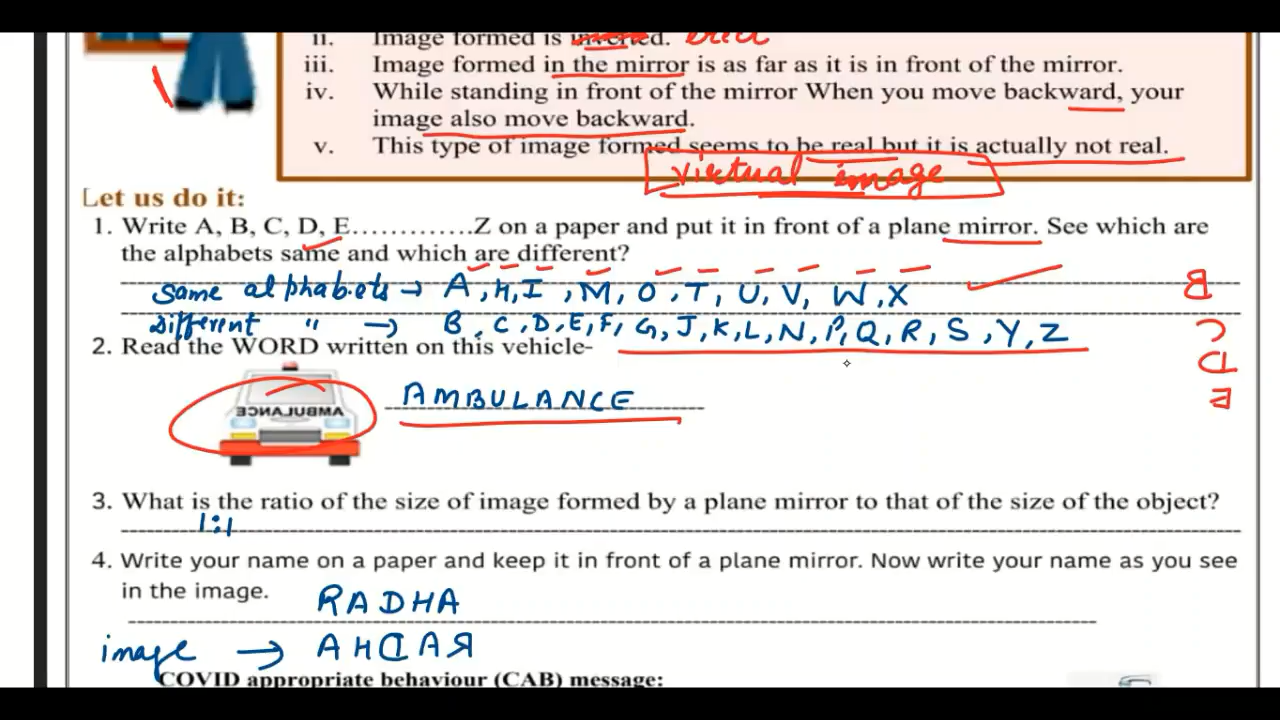 ii. Image formed is inverted. erect
iii. Image formed in the mirror is as far as it is in front of the mirror.
iv. While standing in front of the mirror When you move backward, your
image also move backward.
v. This type of image formed seems to be real but it is actually not real.
virtual image
Let us do it:
1. Write A, B, C, D, E.............Z on a paper and put it in front of a plane mirror. See which are
the alphabets same and which are different?
same alphabets → A, H, I, M, O, T, U, V, W, X
Different " → B, C, D, E, F, G, J, K, L, N, P, Q, R, S, Y, Z
B
C
D
E
2. Read the WORD written on this vehicle-
AMBULANCE
AMBULANCE
3. What is the ratio of the size of image formed by a plane mirror to that of the size of the object?
1:1
4. Write your name on a paper and keep it in front of a plane mirror. Now write your name as you see
in the image.
RADHA
image → AHDAR
COVID appropriate behaviour (CAB) message: